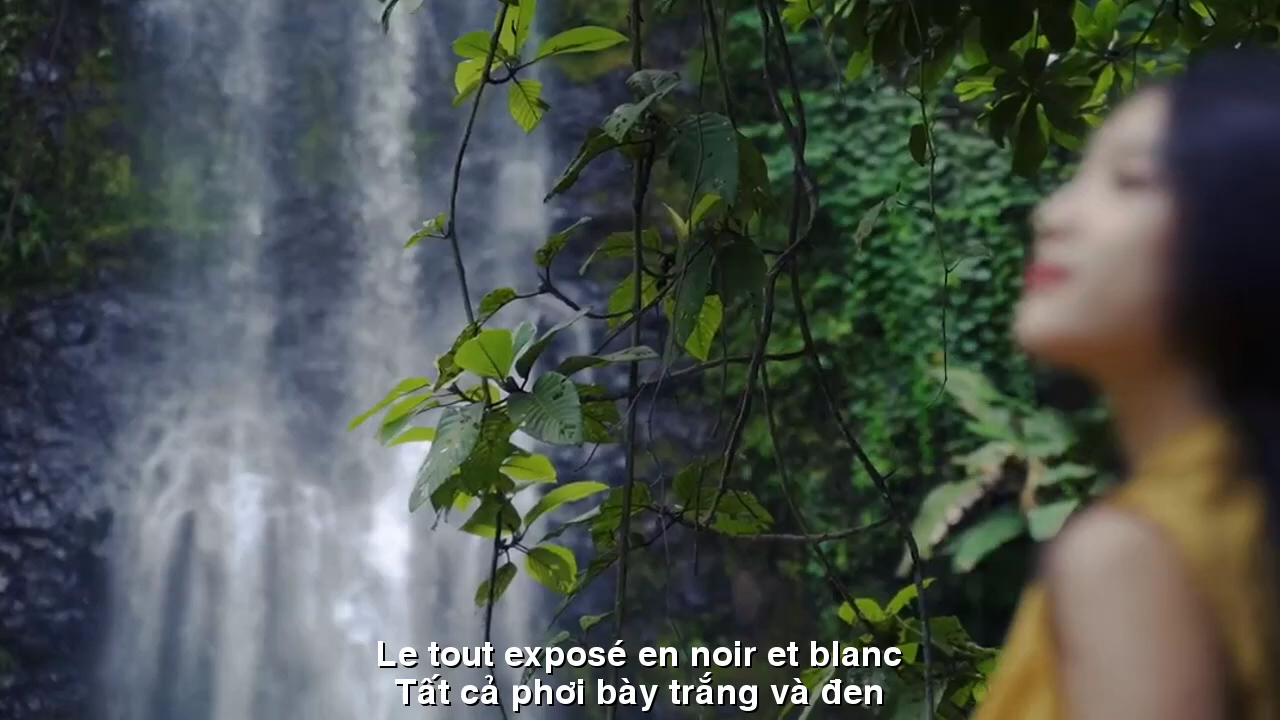 Le tout exposé en noir et blanc
Tất cả phơi bày trắng và đen